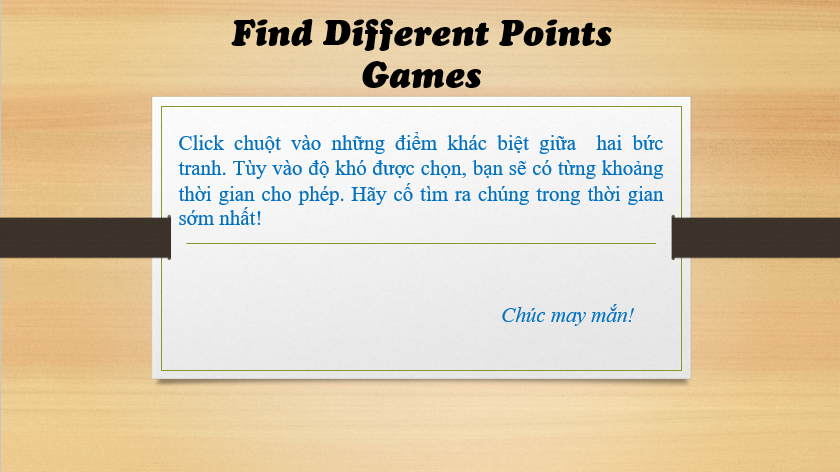 Find Different Points
Games
Click chuột vào những điểm khác biệt giữa hai bức
tranh. Tùy vào độ khó được chọn, bạn sẽ có từng khoảng
thời gian cho phép. Hãy cố tìm ra chúng trong thời gian
sớm nhất!
Chúc may mắn!